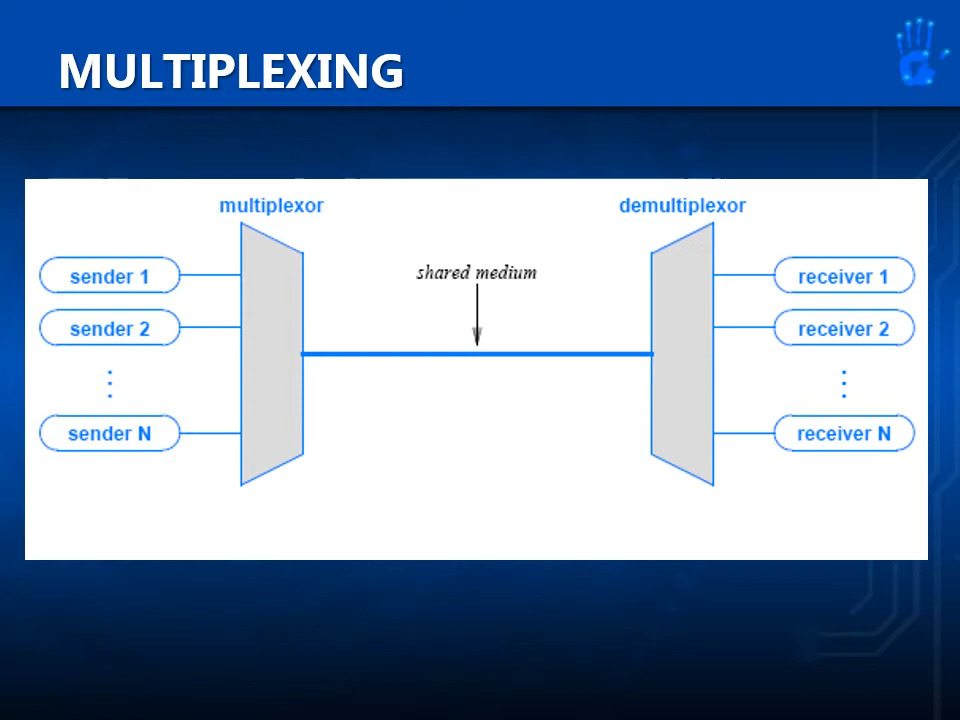 MULTIPLEXING
multiplexor
demultiplexor
shared medium
sender 1
receiver 1
sender 2
receiver 2
sender N
receiver N